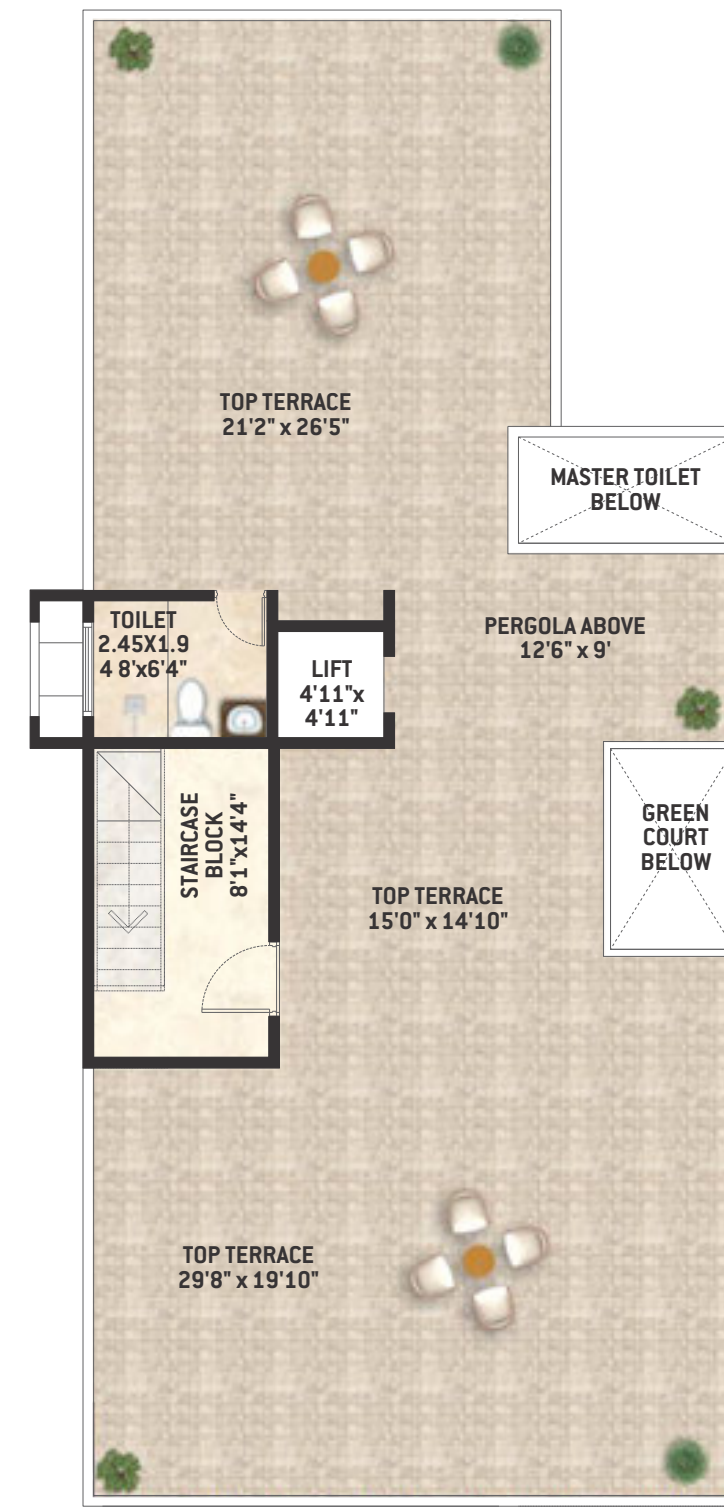 TOP TERRACE
21'2" x 26'5"
MASTER TOILET
BELOW
TOILET
2.45X1.9
4 8'x6'4"
LIFT
4'11"x
4'11"
PERGOLA ABOVE
12'6" x 9'
STAIRCASE
BLOCK
8'1"x14'4"
GREEN
COURT
BELOW
TOP TERRACE
15'0" x 14'10"
TOP TERRACE
29'8" x 19'10"